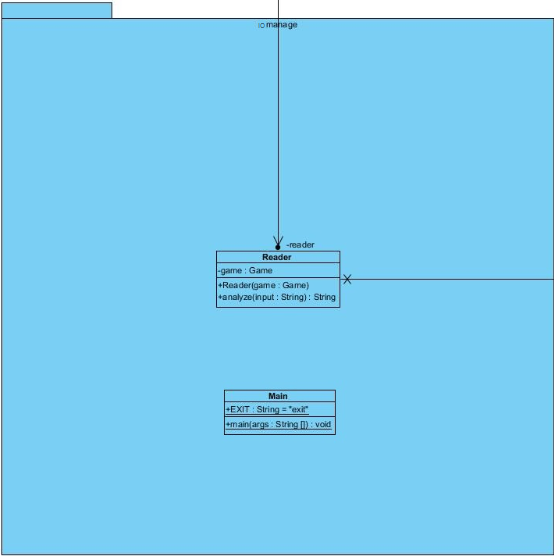 manage
-reader
Reader
-game : Game
+Reader(game : Game)
+analyze(input : String) : String
Main
+EXIT : String = "exit"
+main(args : String []) : void